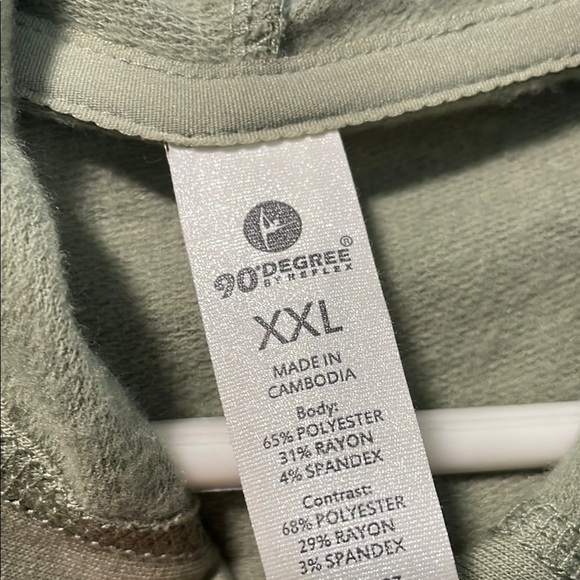 90° DEGREE®
BY REFLEX
XXL
MADE IN
CAMBODIA
Body:
65% POLYESTER
31% RAYON
4% SPANDEX
Contrast:
68% POLYESTER
29% RAYON
3% SPANDEX